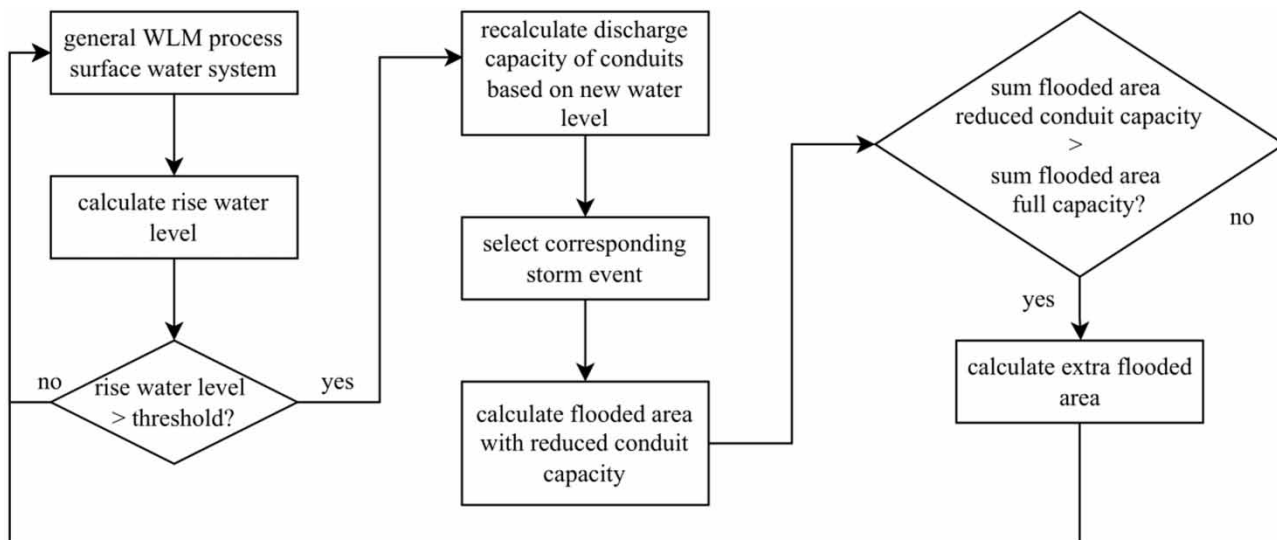 general WLM process
surface water system
calculate rise water
level
no
rise water level
> threshold?
yes
recalculate discharge
capacity of conduits
based on new water
level
select corresponding
storm event
calculate flooded area
with reduced conduit
capacity
sum flooded area
reduced conduit capacity
>
sum flooded area
full capacity?
no
yes
calculate extra flooded
area